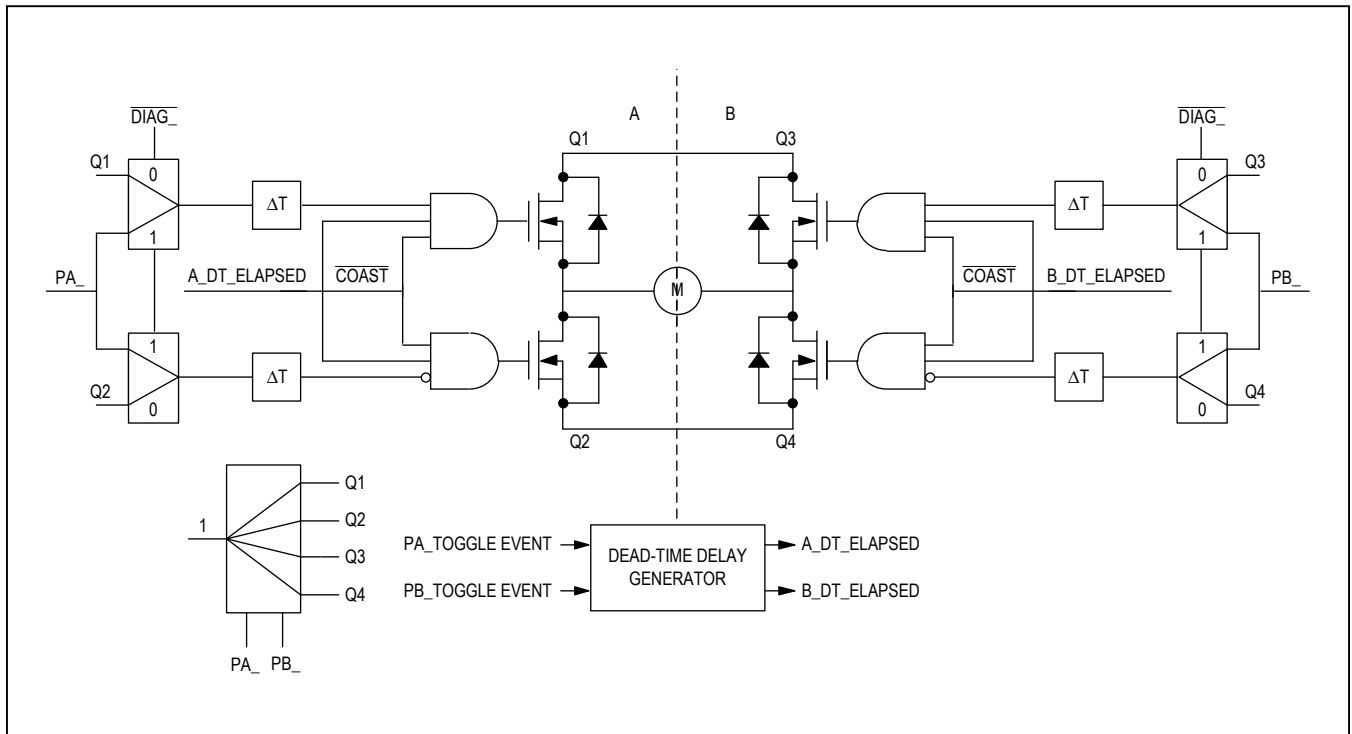 A B
DIAG_ DIAG_
Q1 Q3
Q1 0 0 Q3
ΔT ΔT
1 1
PA_ A_DT_ELAPSED COAST M COAST B_DT_ELAPSED PB_
1 1
ΔT ΔT
Q2 0 0 Q4
Q2 Q4
Q1
1 Q2
Q3
Q4
PA_ PB_
PA_TOGGLE EVENT
PB_TOGGLE EVENT
DEAD-TIME DELAY
GENERATOR
A_DT_ELAPSED
B_DT_ELAPSED